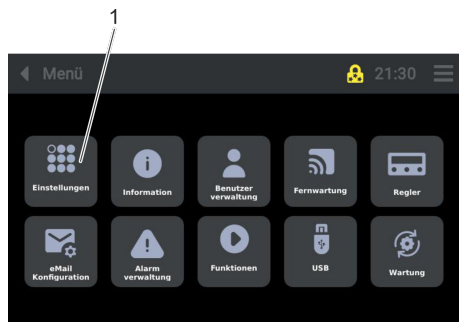 1
Menü
21:30
Einstellungen
Information
Benutzer
verwaltung
Fernwartung
Regler
eMail
Konfiguration
Alarm
verwaltung
Funktionen
USB
Wartung